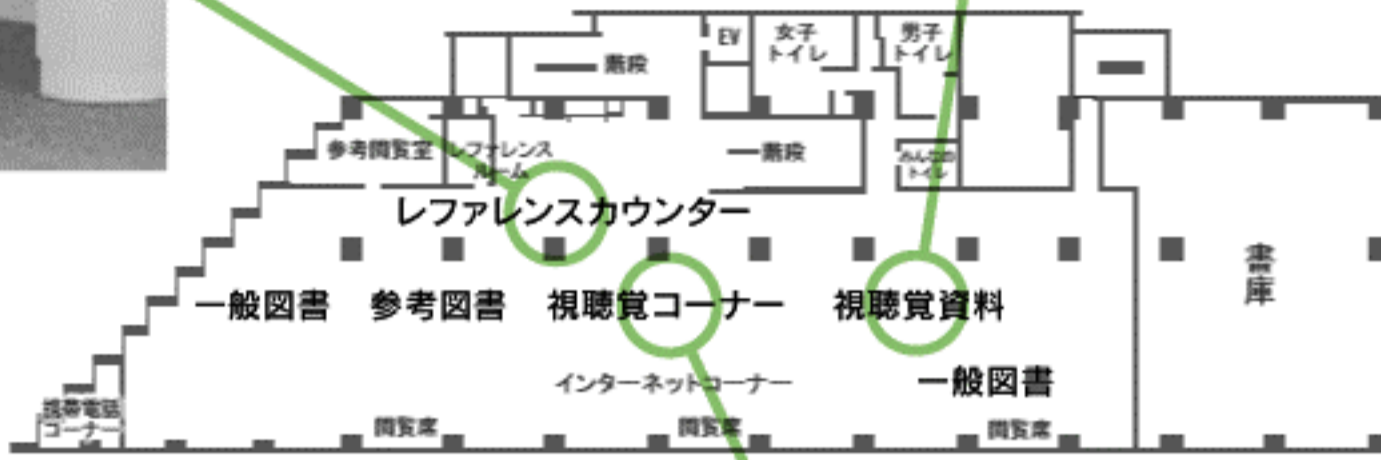 EV
女子
トイレ
男子
トイレ
階段
参考閲覧室
レファレンス
ルーム
階段
みんなの
トイレ
レファレンスカウンター
書庫
一般図書
参考図書
視聴覚コーナー
視聴覚資料
インターネットコーナー
一般図書
携帯電話
コーナー
閲覧席
閲覧席
閲覧席